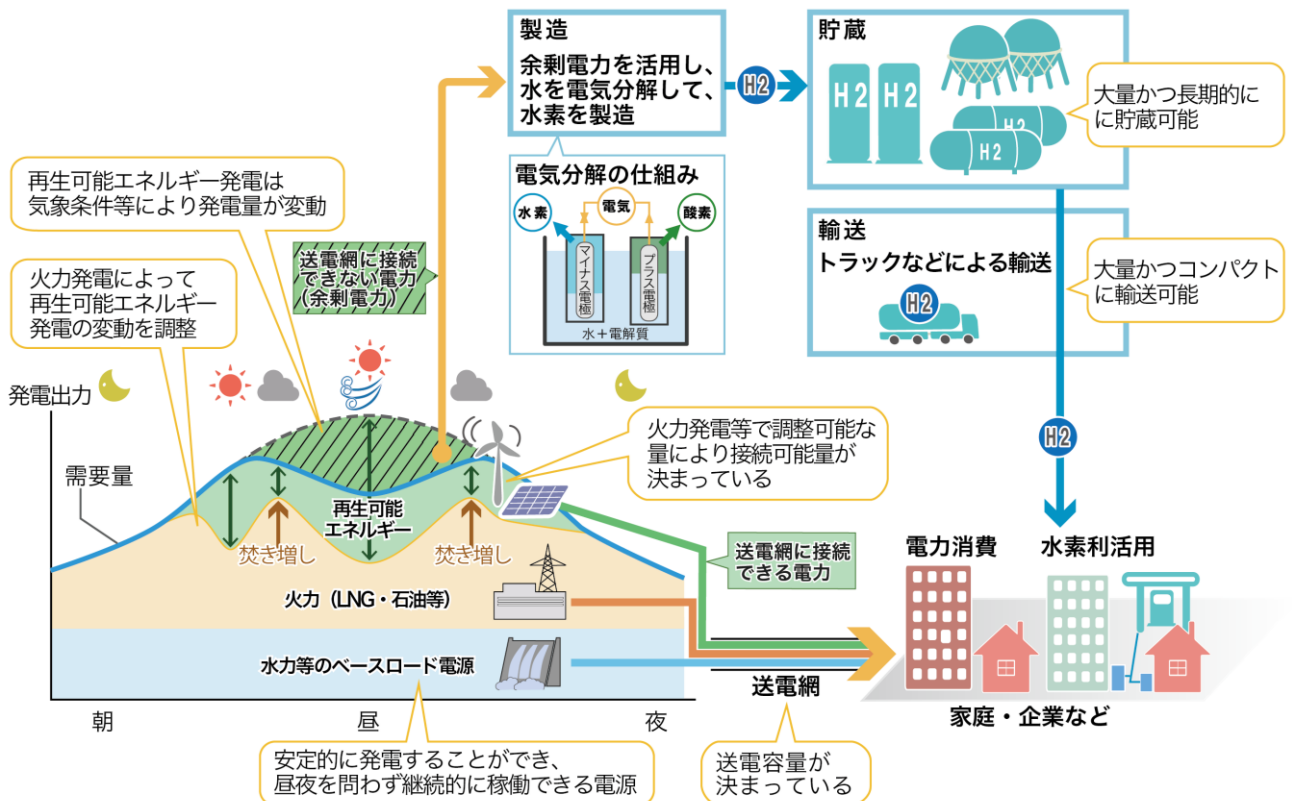 製造
余剰電力を活用し、
水を電気分解して、
水素を製造
H2
貯蔵
H2
H2
H2
H2
大量かつ長期的に
に貯蔵可能
電気分解の仕組み
水素
電気
酸素
マイナス電極
プラス電極
水＋電解質
輸送
トラックなどによる輸送
H2
大量かつコンパクト
に輸送可能
再生可能エネルギー発電は
気象条件等により発電量が変動
火力発電によって
再生可能エネルギー
発電の変動を調整
送電網に接続
できない電力
(余剰電力)
発電出力
需要量
火力発電等で調整可能な
量により接続可能量が
決まっている
H2
再生可能
エネルギー
焚き増し
焚き増し
送電網に接続
できる電力
電力消費
水素利活用
火力（LNG・石油等）
水力等のベースロード電源
送電網
家庭・企業など
朝
昼
夜
安定的に発電することができ、
昼夜を問わず継続的に稼働できる電源
送電容量が
決まっている